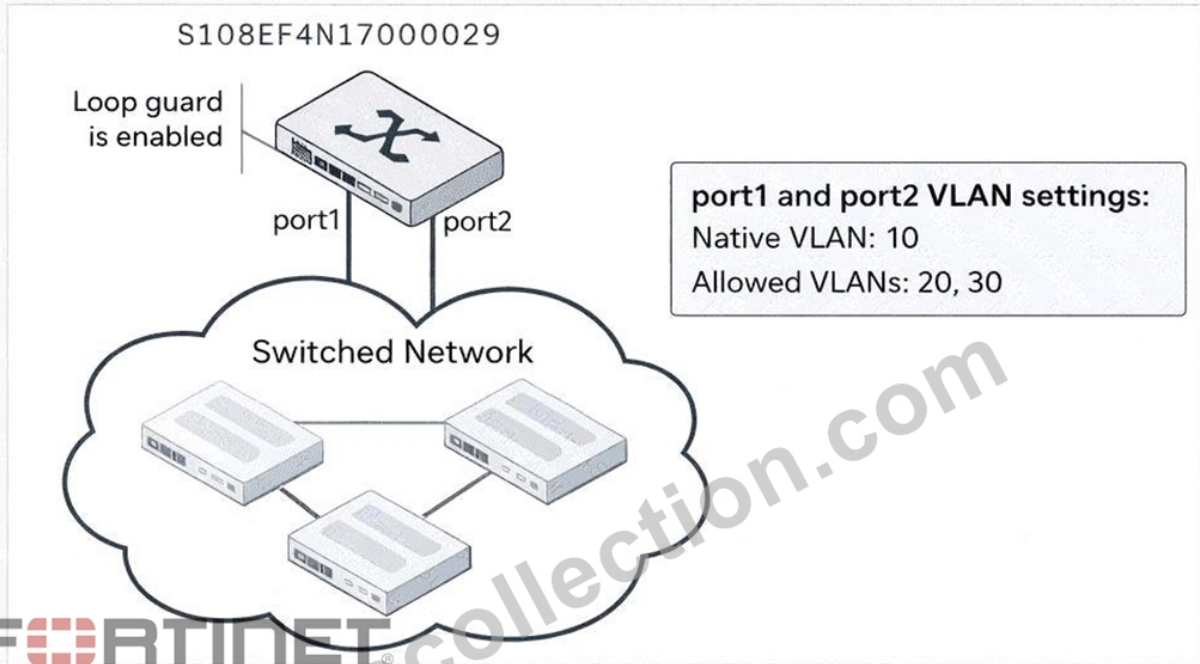 S108EF4N17000029
Loop guard
is enabled
port1
port2
port1 and port2 VLAN settings:
Native VLAN: 10
Allowed VLANs: 20, 30
Switched Network
collection.com
FORTINET®